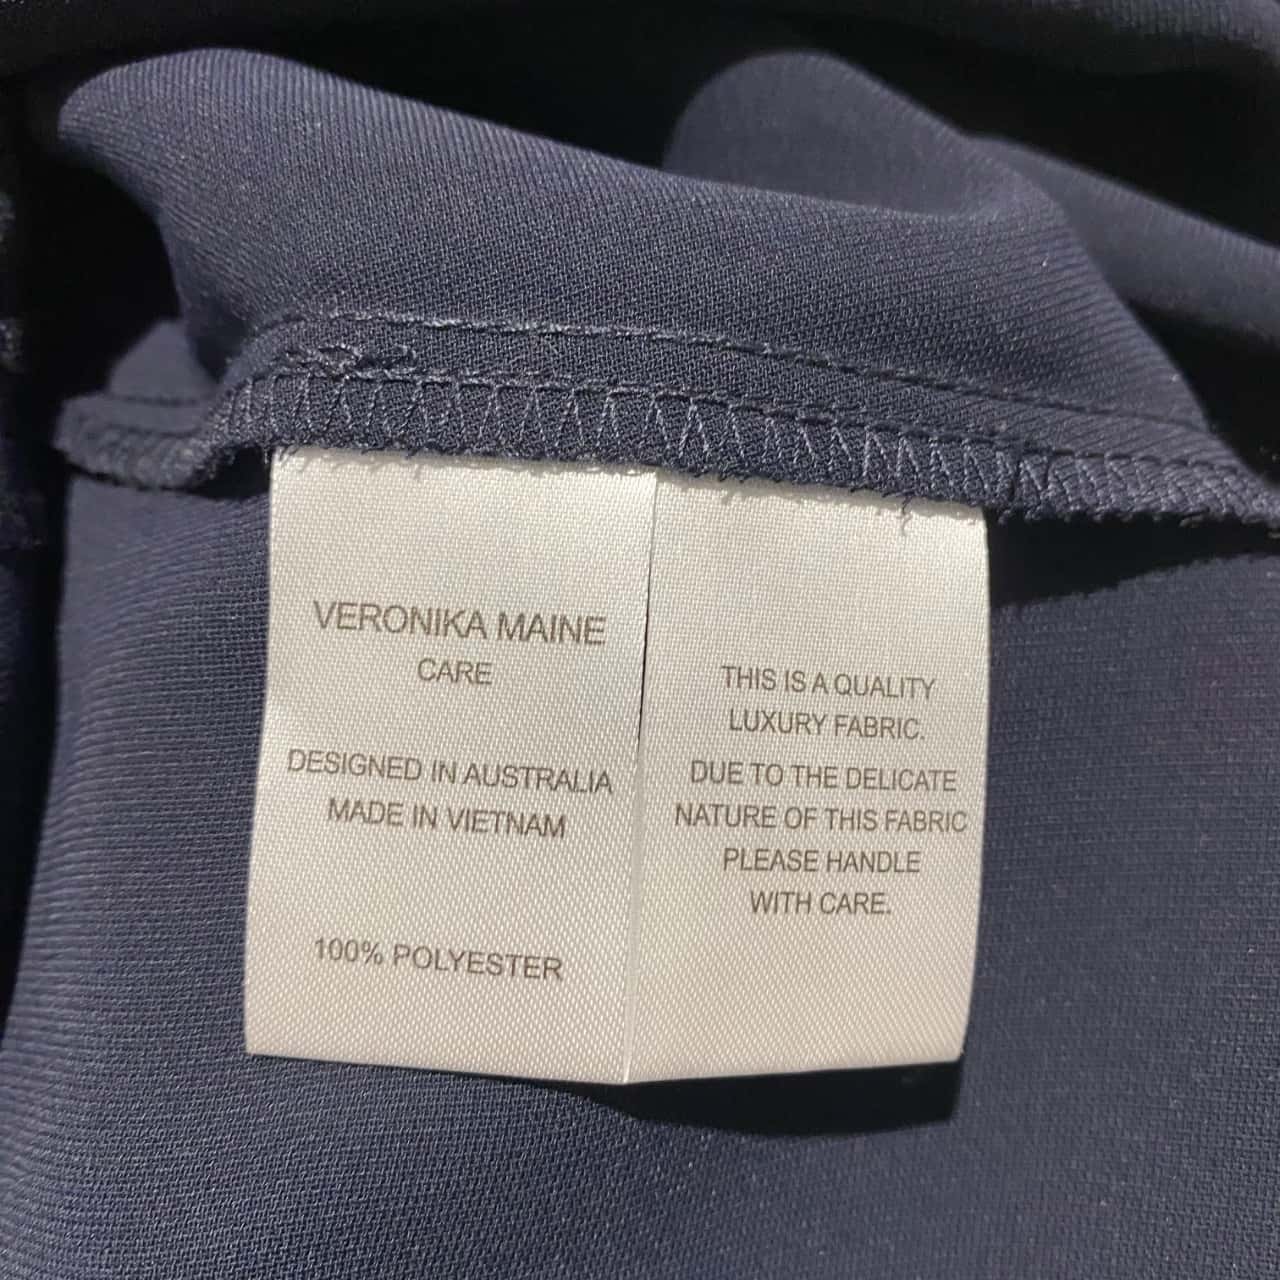 VERONIKA MAINE
CARE
DESIGNED IN AUSTRALIA
MADE IN VIETNAM
100% POLYESTER
THIS IS A QUALITY
LUXURY FABRIC.
DUE TO THE DELICATE
NATURE OF THIS FABRIC
PLEASE HANDLE
WITH CARE.